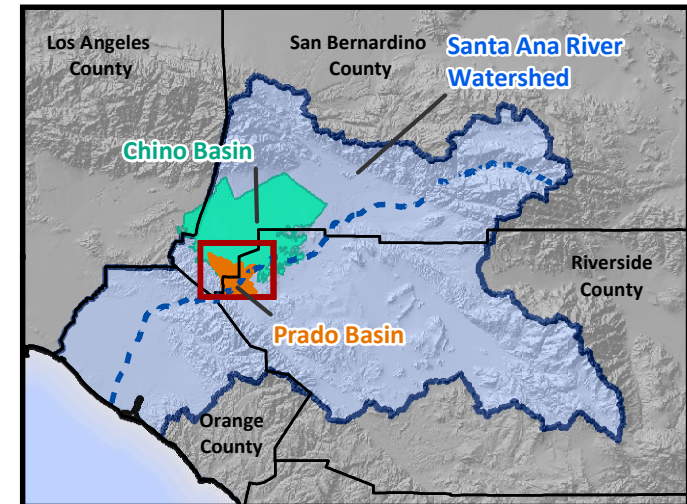 Los Angeles
County
San Bernardino
County
Santa Ana River
Watershed
Chino Basin
Riverside
County
Prado Basin
Orange
County